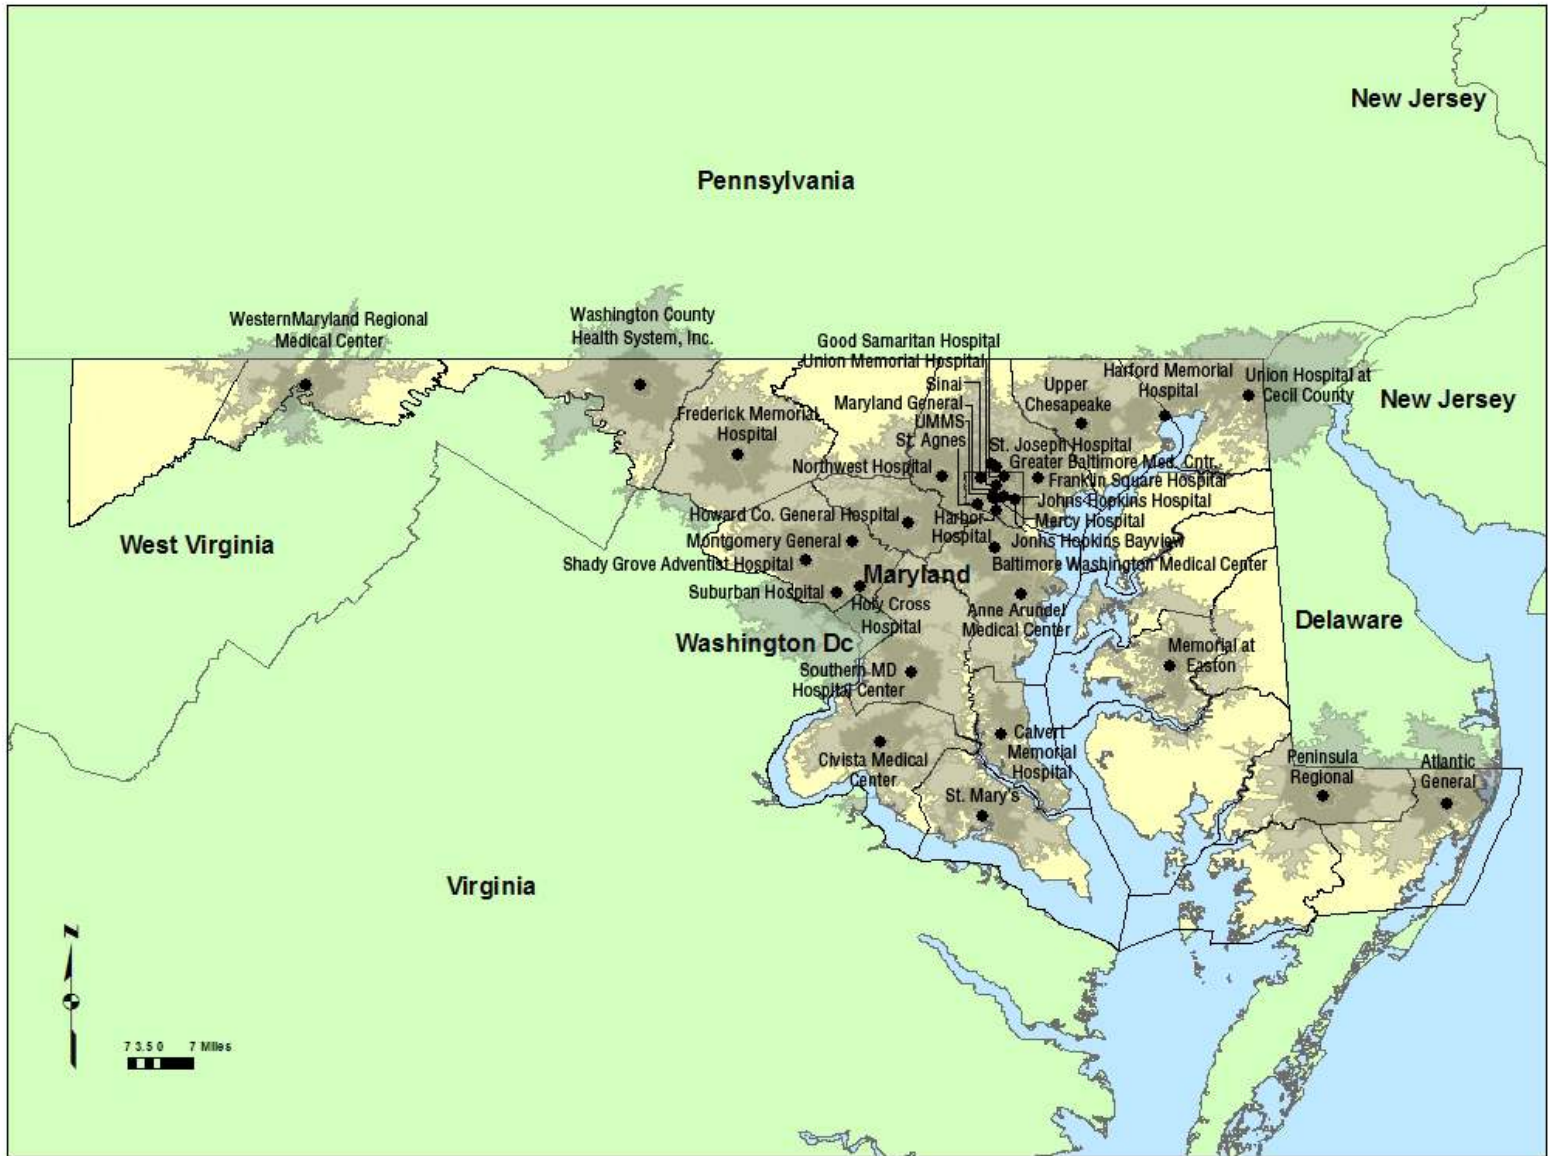 New Jersey
Pennsylvania
WesternMaryland Regional
Medical Center
Washington County
Health System, Inc.
Good Samaritan Hospital
Union Memorial Hospital
Sinai
Maryland General
UMMS
St. Agnes
Northwest Hospital
Frederick Memorial
Hospital
Upper
Chesapeake
Harford Memorial
Hospital
Union Hospital at
Cecil County
New Jersey
St. Joseph Hospital
Greater Baltimore Med. Cntr.
Franklin Square Hospital
Johns Hopkins Hospital
Mercy Hospital
Jonhs Hopkins Bayview
Baltimore Washington Medical Center
Harbor
Hospital
Howard Co. General Hospital
Montgomery General
Shady Grove Adventist Hospital
Suburban Hospital
Maryland
Holy Cross
Hospital
Anne Arundel
Medical Center
West Virginia
Washington Dc
Delaware
Memorial at
Easton
Southern MD
Hospital Center
Calvert
Memorial
Hospital
Civista Medical
Center
St. Mary's
Peninsula
Regional
Atlantic
General
Virginia
N
7 3.5 0 7 Miles